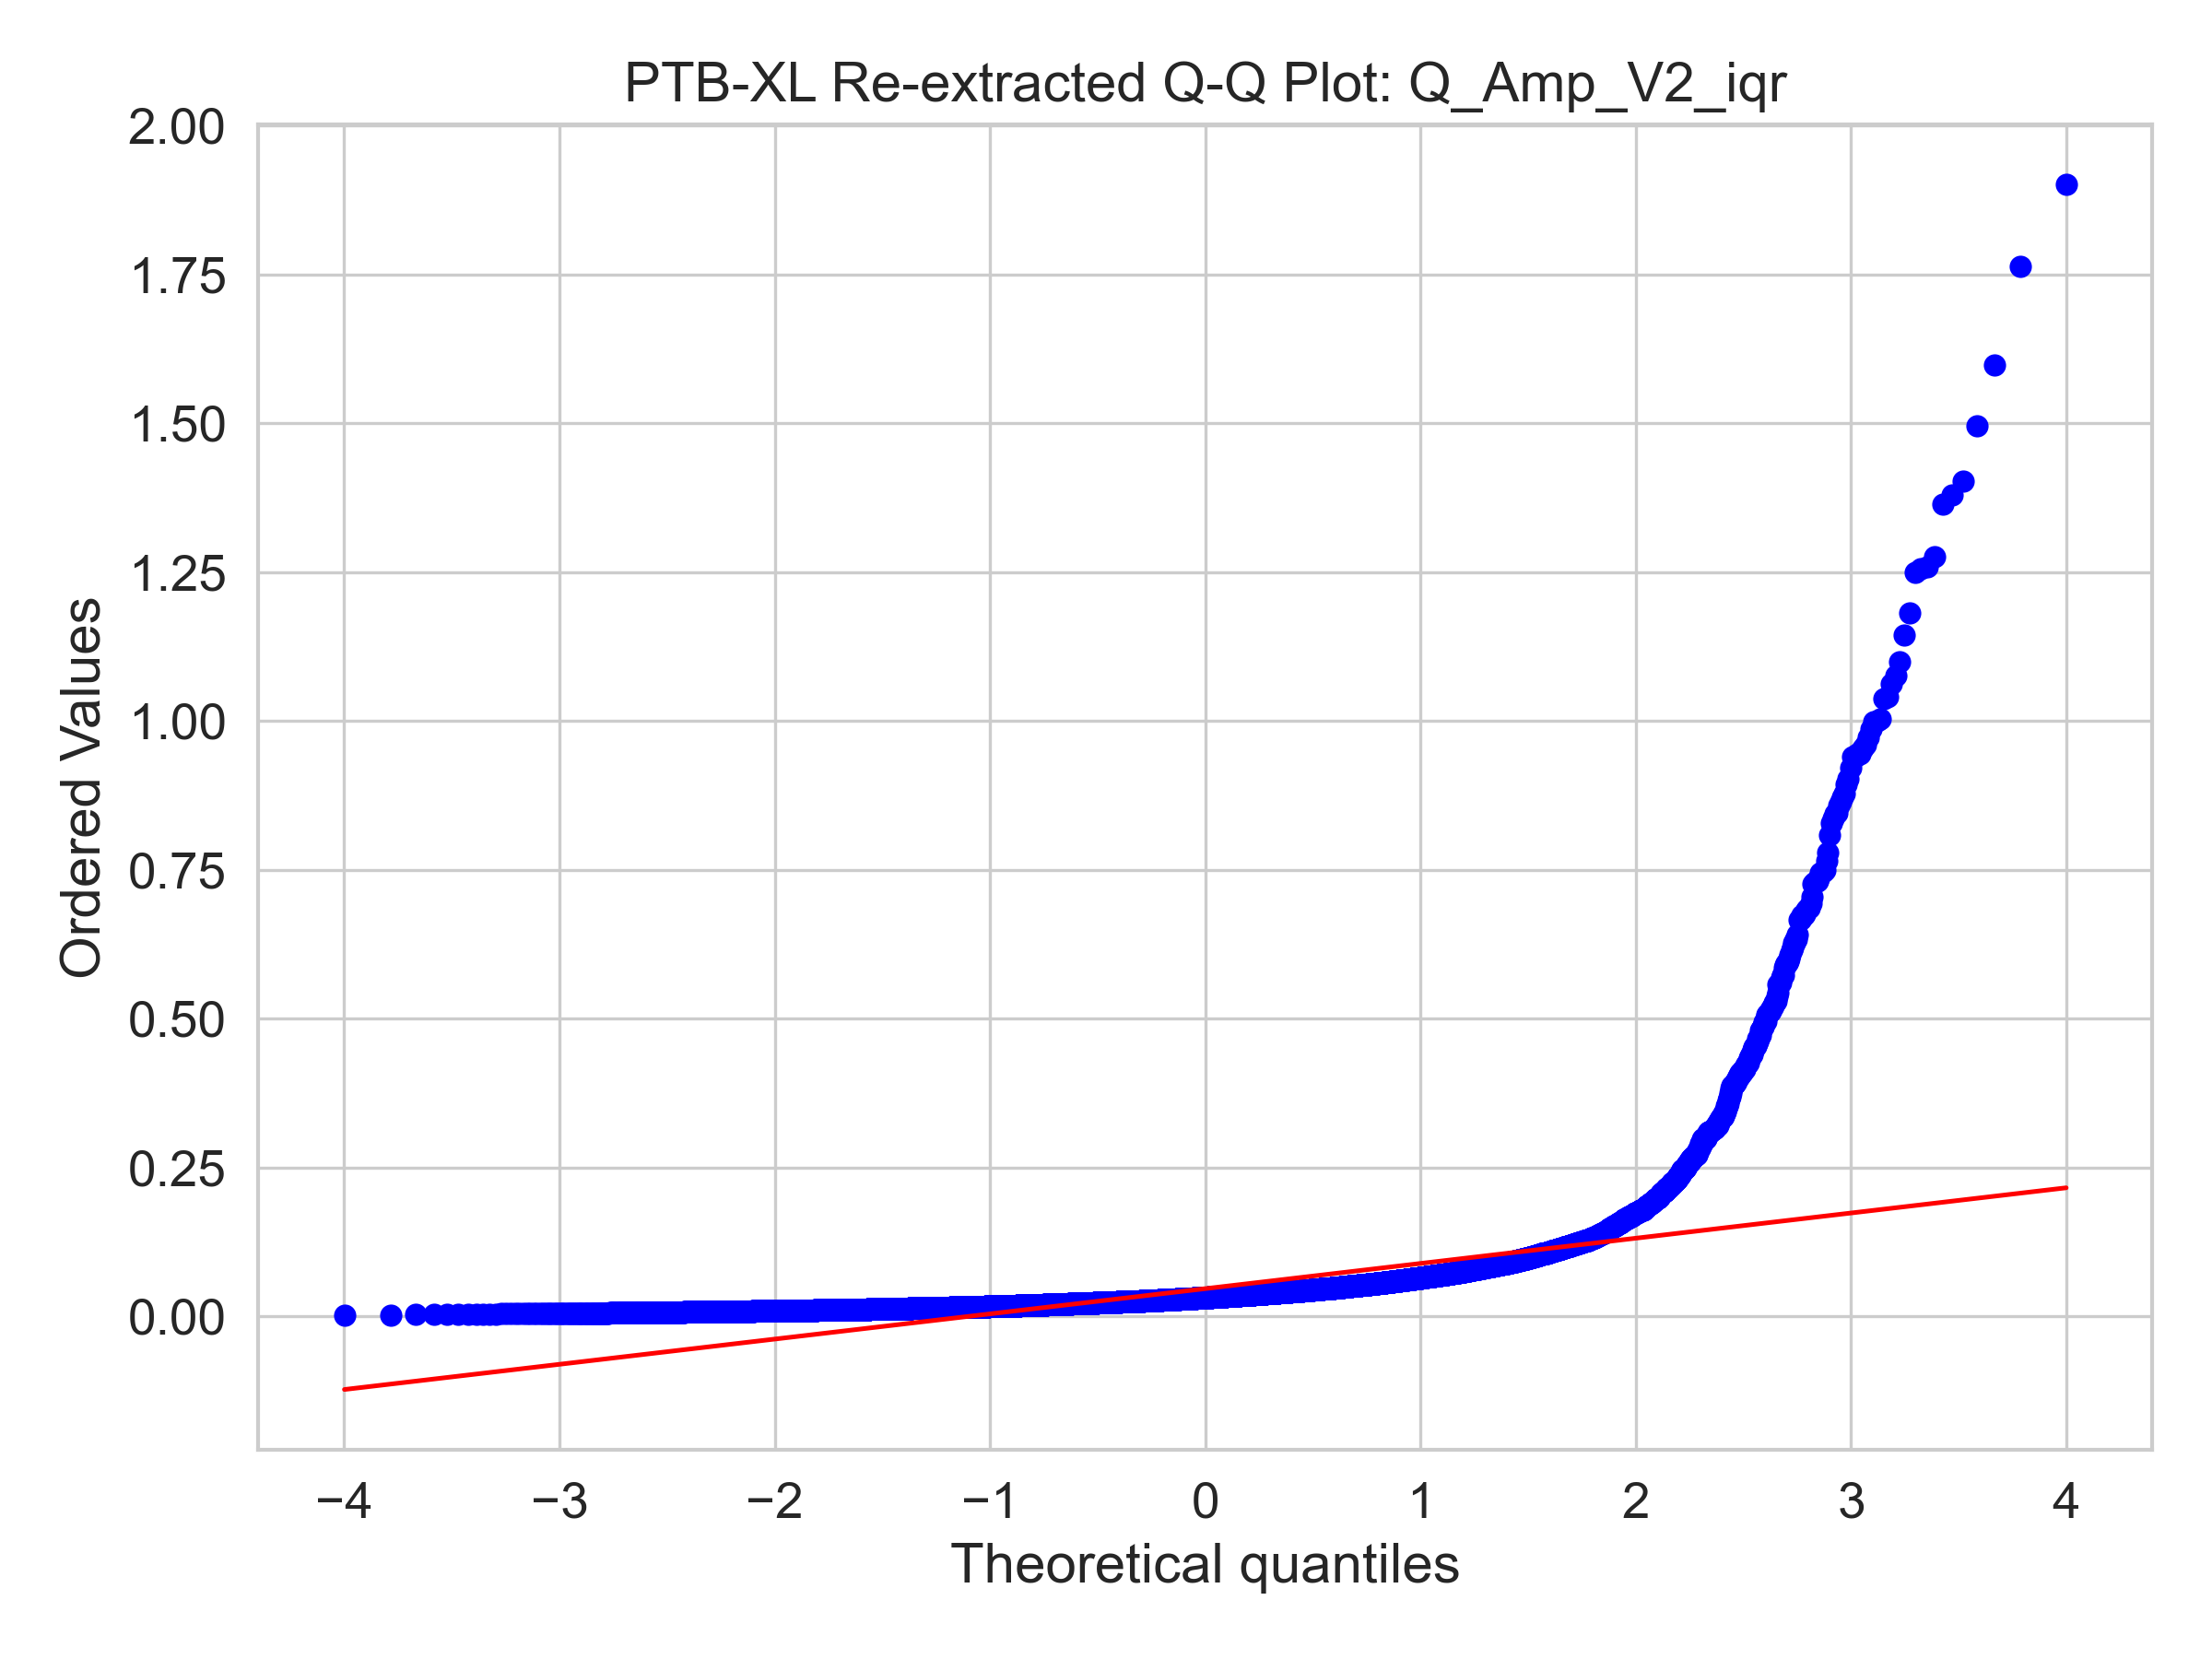 PTB-XL Re-extracted Q-Q Plot: Q_Amp_V2_iqr
2.00
1.75
1.50
1.25
1.00
0.75
0.50
0.25
0.00
Ordered Values
−4 −3 −2 −1 0 1 2 3 4
Theoretical quantiles